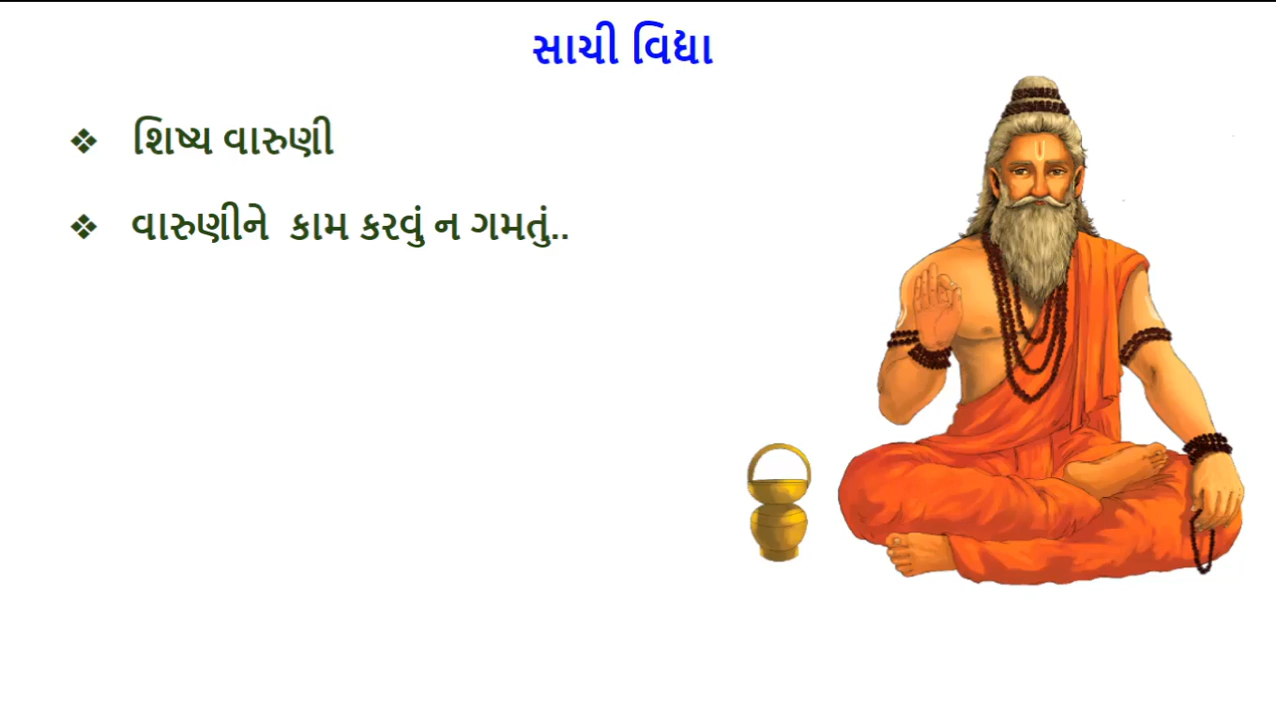 સાચી વિદ્યા
❖ શિષ્ય વારુણી
❖ વારુણીને કામ કરવું ન ગમતું..